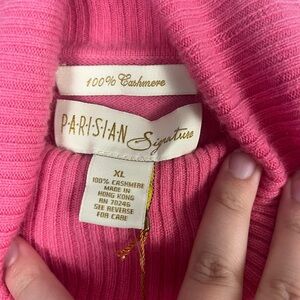 100% Cashmere
PARISIAN Signature
XL
100% CASHMERE
MADE IN
HONG KONG
RN 70246
SEE REVERSE
FOR CARE